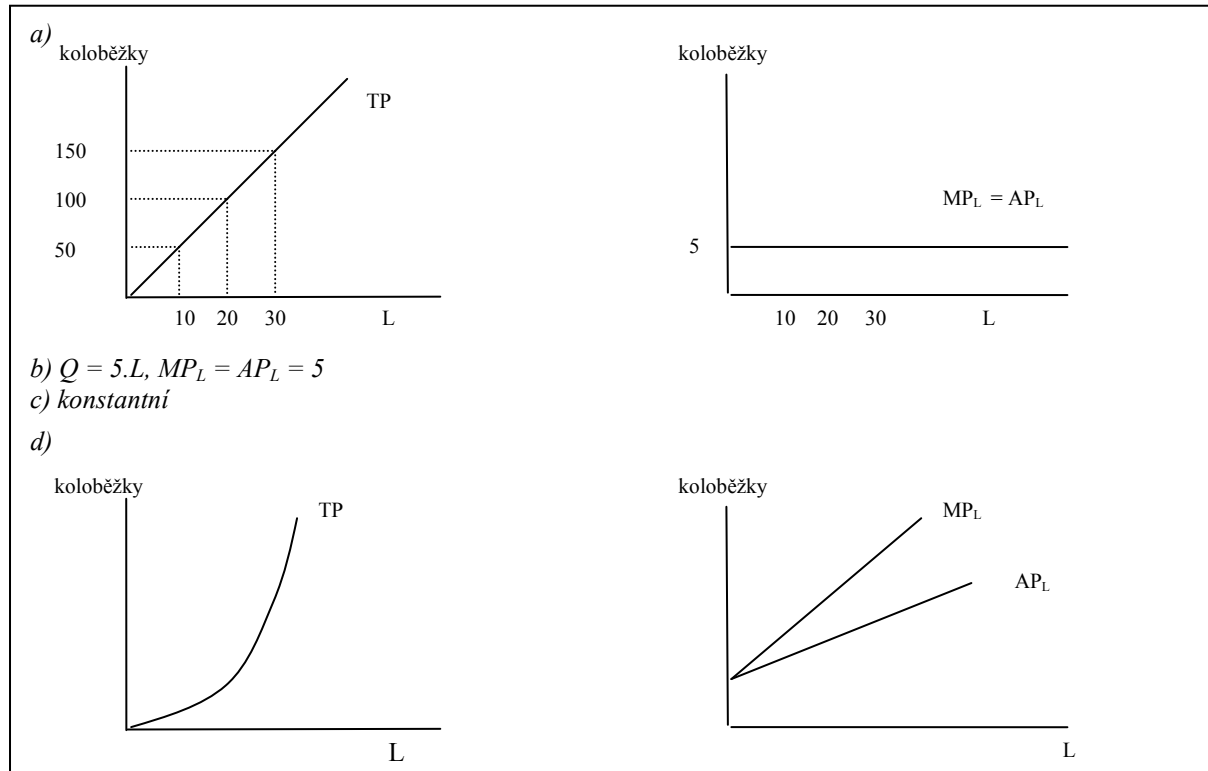 a)
koloběžky
TP
150
100
50
10 20 30 L
koloběžky
MPL = APL
5
10 20 30 L
b) Q = 5.L, MPL = APL = 5
c) konstantní
d)
koloběžky
TP
L
koloběžky
MPL
APL
L